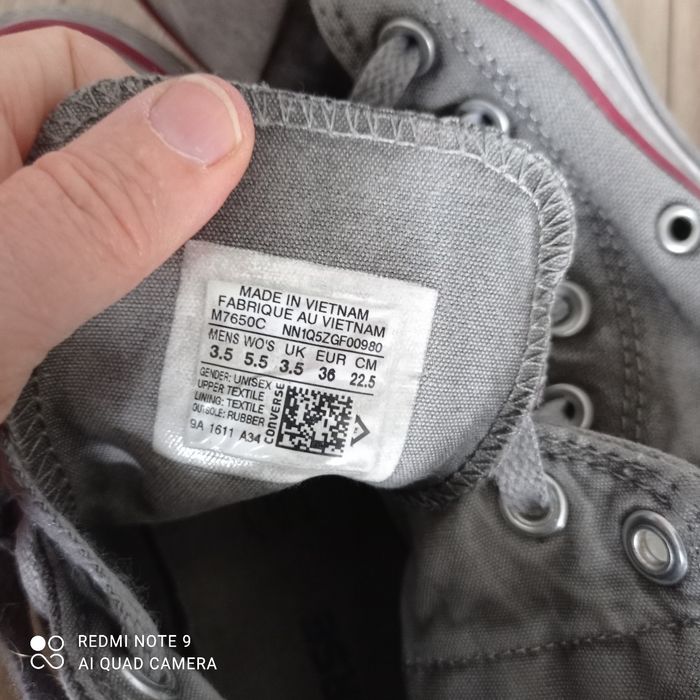 MADE IN VIETNAM
FABRIQUE AU VIETNAM
M7650C NN1Q5ZGF00980
MENS WO'S UK EUR CM
3.5 5.5 3.5 36 22.5
GENDER: UNISEX
UPPER TEXTILE
LINING: TEXTILE
OUTSOLE: RUBBER
9A 1611 A34
CONVERSE
REDMI NOTE 9
AI QUAD CAMERA